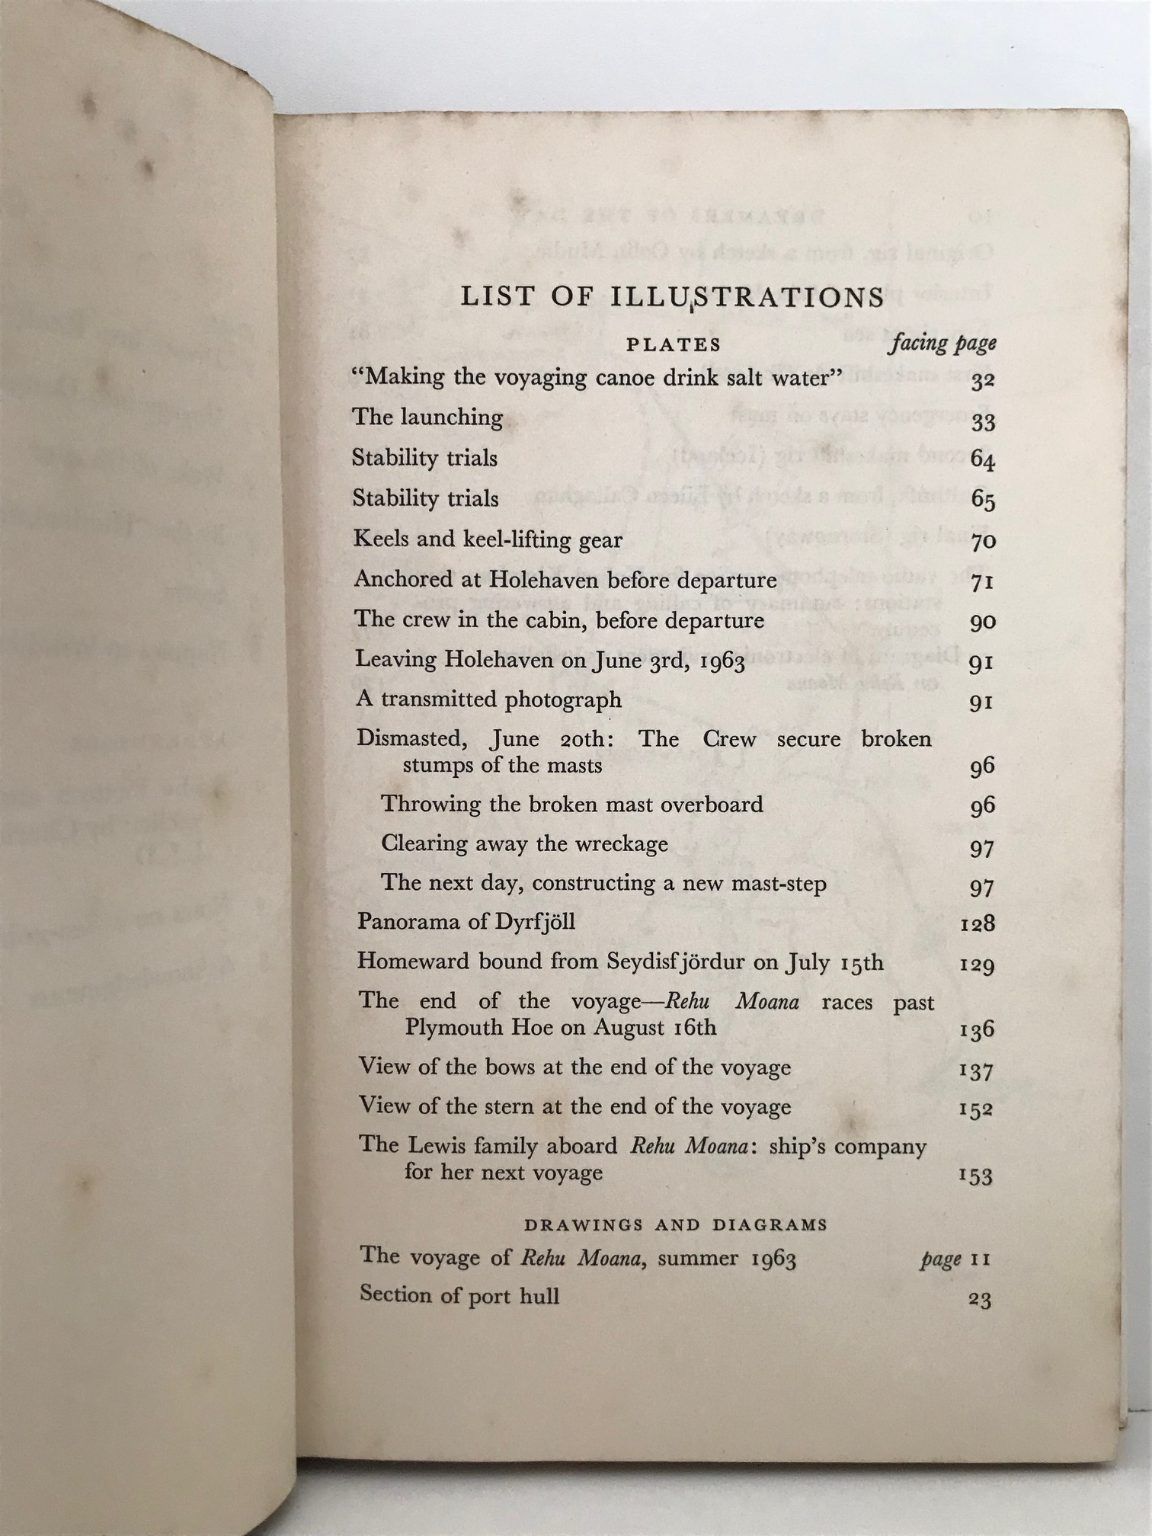 LIST OF ILLUSTRATIONS
PLATES facing page
“Making the voyaging canoe drink salt water” 32
The launching 33
Stability trials 64
Stability trials 65
Keels and keel-lifting gear 70
Anchored at Holehaven before departure 71
The crew in the cabin, before departure 90
Leaving Holehaven on June 3rd, 1963 91
A transmitted photograph 91
Dismasted, June 20th: The Crew secure broken
stumps of the masts 96
Throwing the broken mast overboard 96
Clearing away the wreckage 97
The next day, constructing a new mast-step 97
Panorama of Dyrfjöll 128
Homeward bound from Seydisfjördur on July 15th 129
The end of the voyage—Rehu Moana races past
Plymouth Hoe on August 16th 136
View of the bows at the end of the voyage 137
View of the stern at the end of the voyage 152
The Lewis family aboard Rehu Moana: ship’s company
for her next voyage 153
DRAWINGS AND DIAGRAMS
The voyage of Rehu Moana, summer 1963 page 11
Section of port hull 23